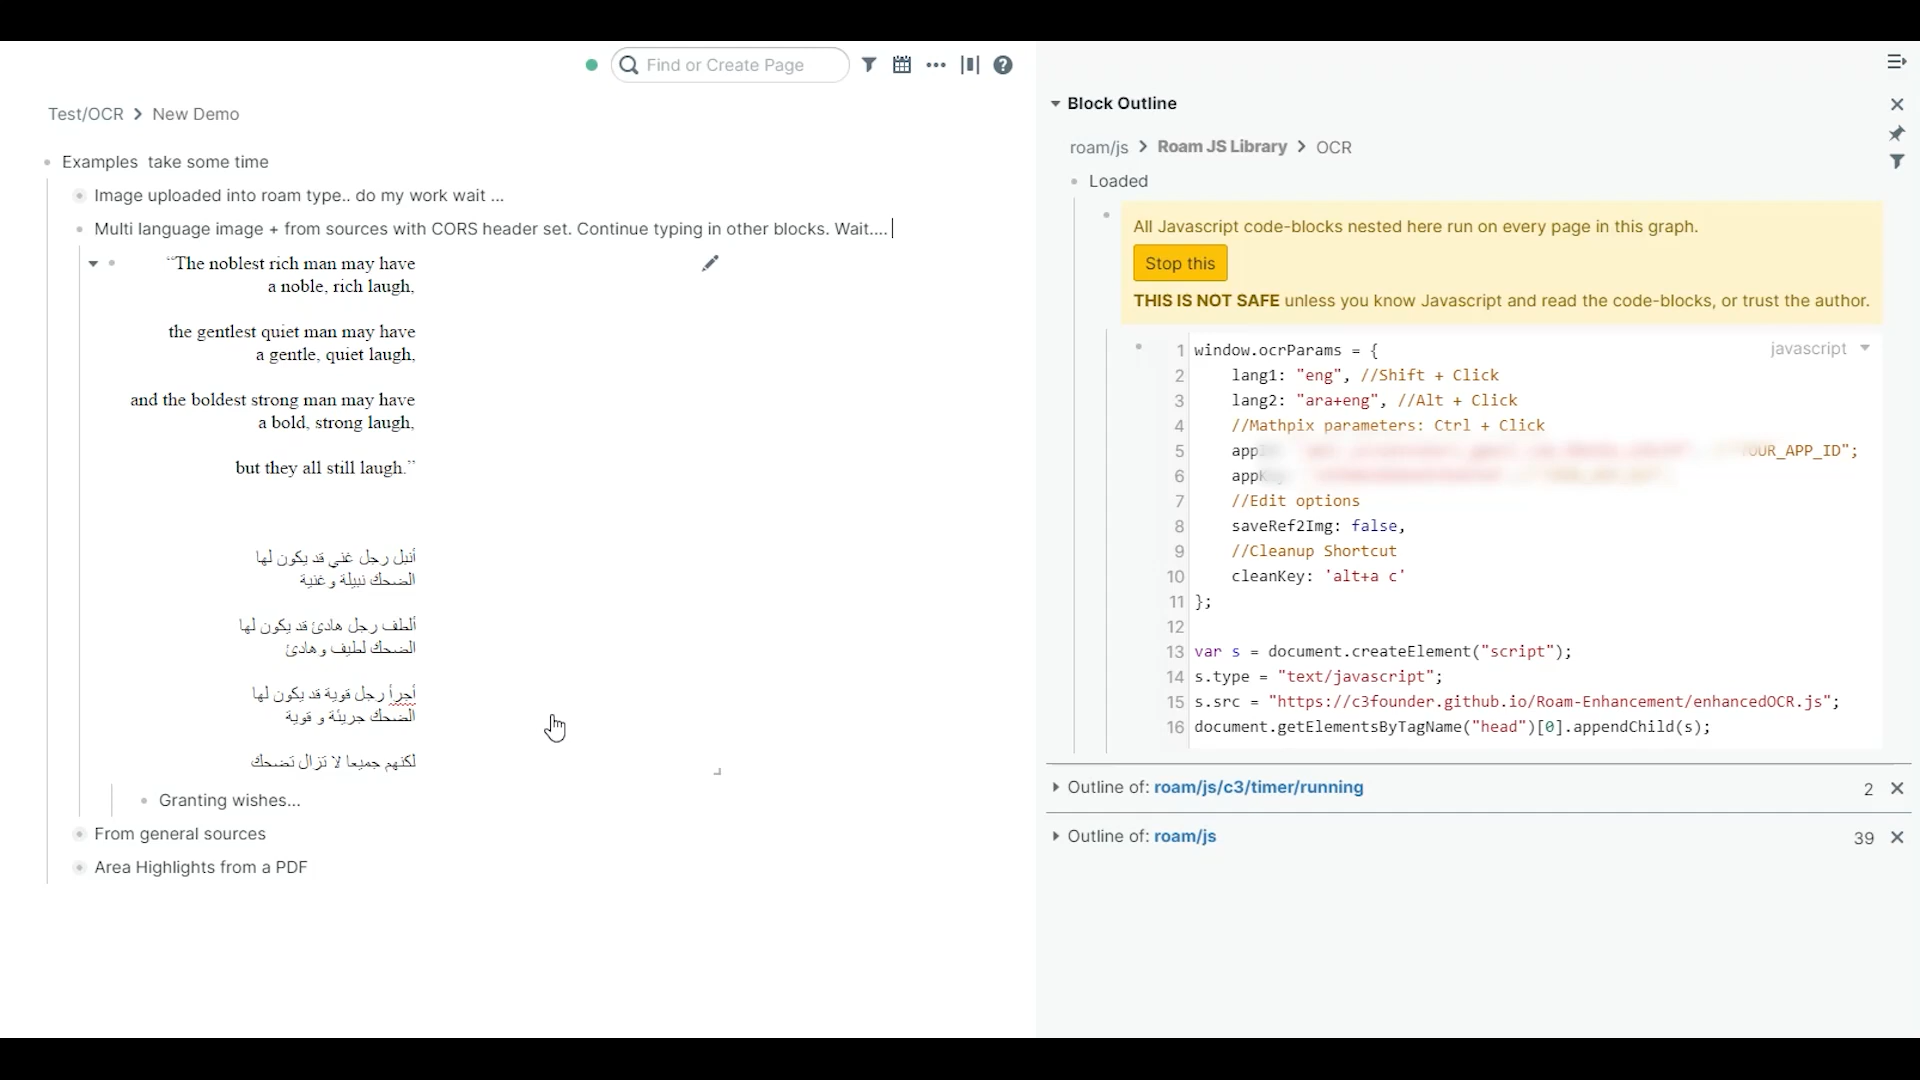 Find or Create Page
Test/OCR > New Demo
Examples take some time
Image uploaded into roam type.. do my work wait ...
Multi language image + from sources with CORS header set. Continue typing in other blocks. Wait....
“The noblest rich man may have
a noble, rich laugh,
the gentlest quiet man may have
a gentle, quiet laugh,
and the boldest strong man may have
a bold, strong laugh,
but they all still laugh.”
أنبل رجل غني قد يكون لها
الضحك نبيلة وغنية
ألطف رجل هادئ قد يكون لها
الضحك لطيف وهادئ
أجرأ رجل قوية قد يكون لها
الضحك جريئة و قوية
لكنهم جميعا لا تزال تضحك
Granting wishes...
From general sources
Area Highlights from a PDF
Block Outline
roam/js > Roam JS Library > OCR
Loaded
All Javascript code-blocks nested here run on every page in this graph.
Stop this
THIS IS NOT SAFE unless you know Javascript and read the code-blocks, or trust the author.
javascript
1 window.ocrParams = {
2 lang1: "eng", //Shift + Click
3 lang2: "ara+eng", //Alt + Click
4 //Mathpix parameters: Ctrl + Click
5 app OUR_APP_ID";
6 appK
7 //Edit options
8 saveRef2Img: false,
9 //Cleanup Shortcut
10 cleanKey: 'alt+a c'
11 };
12
13 var s = document.createElement("script");
14 s.type = "text/javascript";
15 s.src = "https://c3founder.github.io/Roam-Enhancement/enhancedOCR.js";
16 document.getElementsByTagName("head")[0].appendChild(s);
Outline of: roam/js/c3/timer/running 2
Outline of: roam/js 39